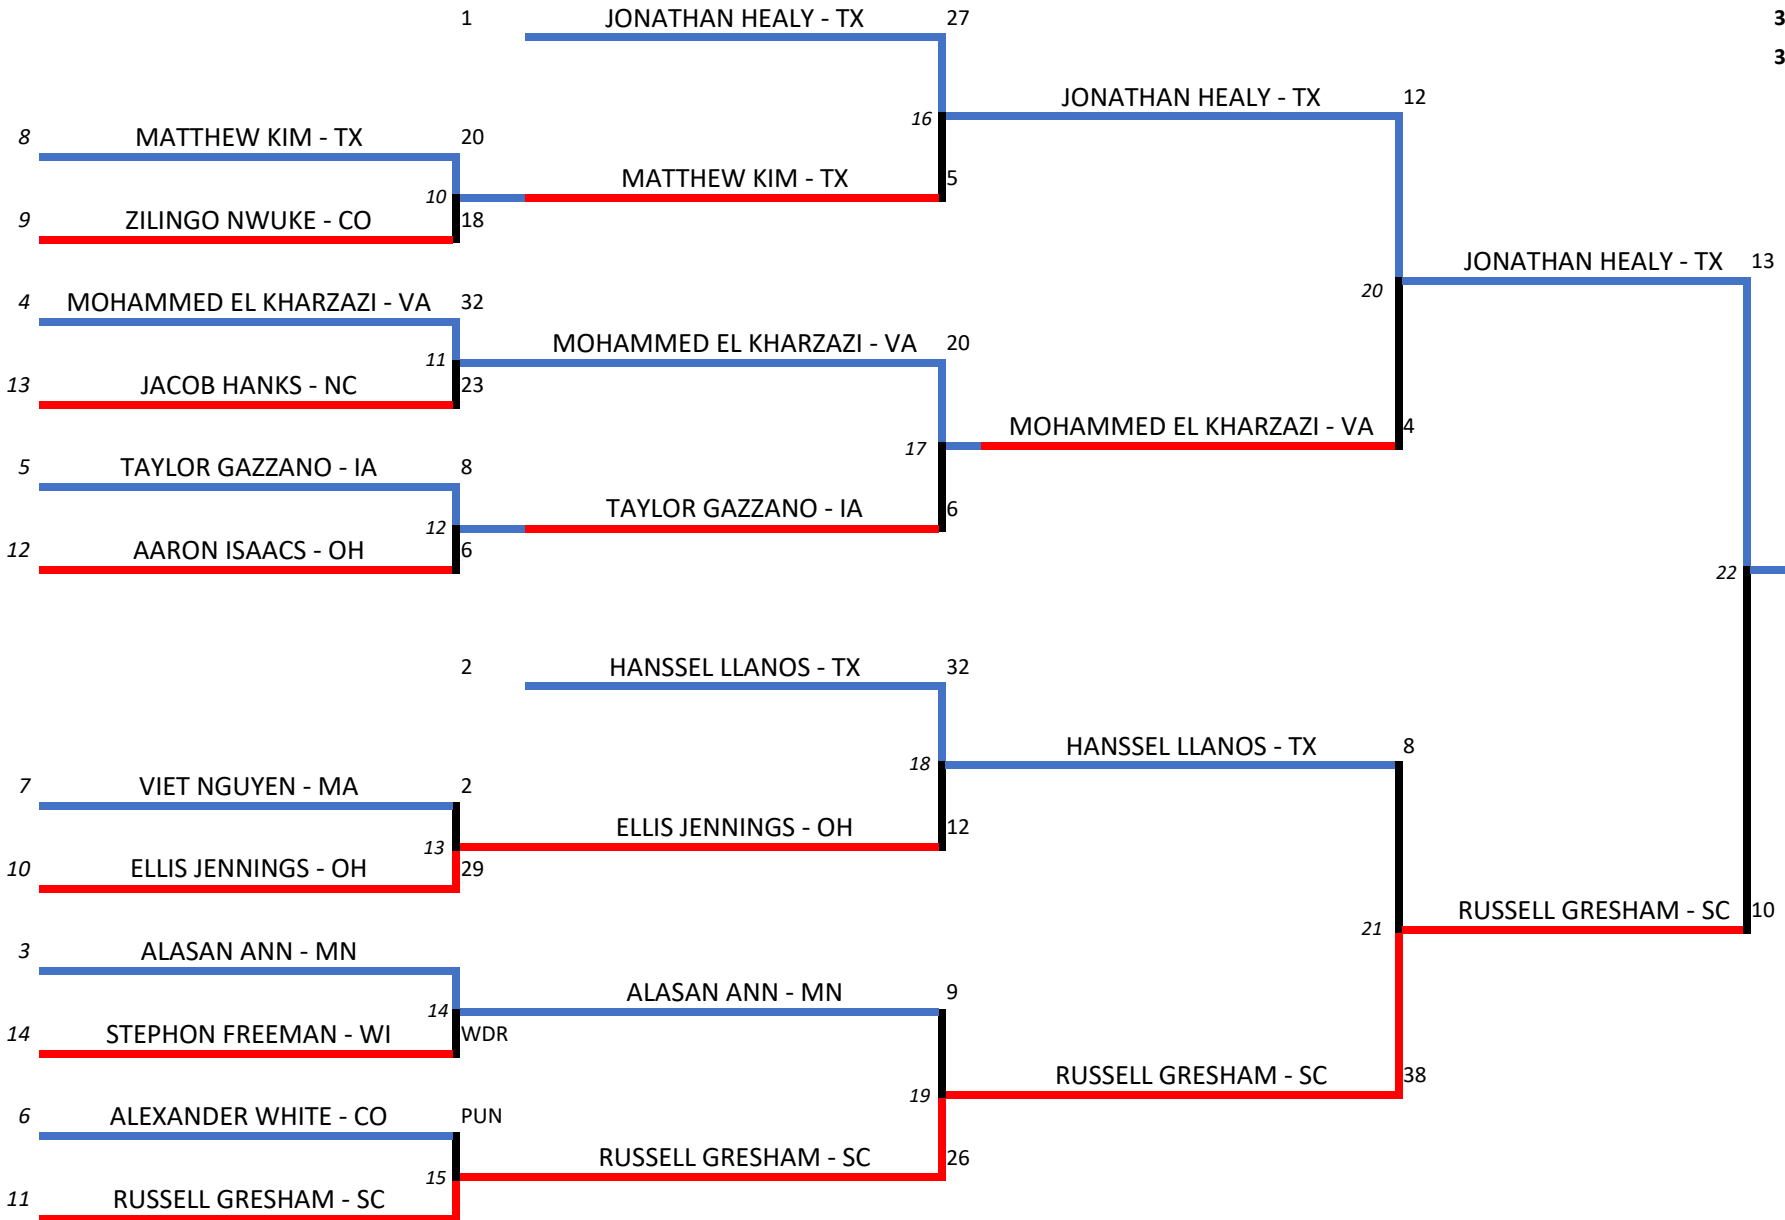 1 JONATHAN HEALY - TX 27 3
3
JONATHAN HEALY - TX 12
16
8 MATTHEW KIM - TX 20
MATTHEW KIM - TX 5
10
9 ZILINGO NWUKE - CO 18
JONATHAN HEALY - TX 13
20
4 MOHAMMED EL KHARZAZI - VA 32
MOHAMMED EL KHARZAZI - VA 20
11
13 JACOB HANKS - NC 23
MOHAMMED EL KHARZAZI - VA 4
17
5 TAYLOR GAZZANO - IA 8
TAYLOR GAZZANO - IA 6
12
12 AARON ISAACS - OH 6
22
2 HANSSEL LLANOS - TX 32
HANSSEL LLANOS - TX 8
18
7 VIET NGUYEN - MA 2
ELLIS JENNINGS - OH 12
13
10 ELLIS JENNINGS - OH 29
RUSSELL GRESHAM - SC 10
21
3 ALASAN ANN - MN
ALASAN ANN - MN 9
14
14 STEPHON FREEMAN - WI WDR
RUSSELL GRESHAM - SC 38
19
6 ALEXANDER WHITE - CO PUN
RUSSELL GRESHAM - SC 26
15
11 RUSSELL GRESHAM - SC